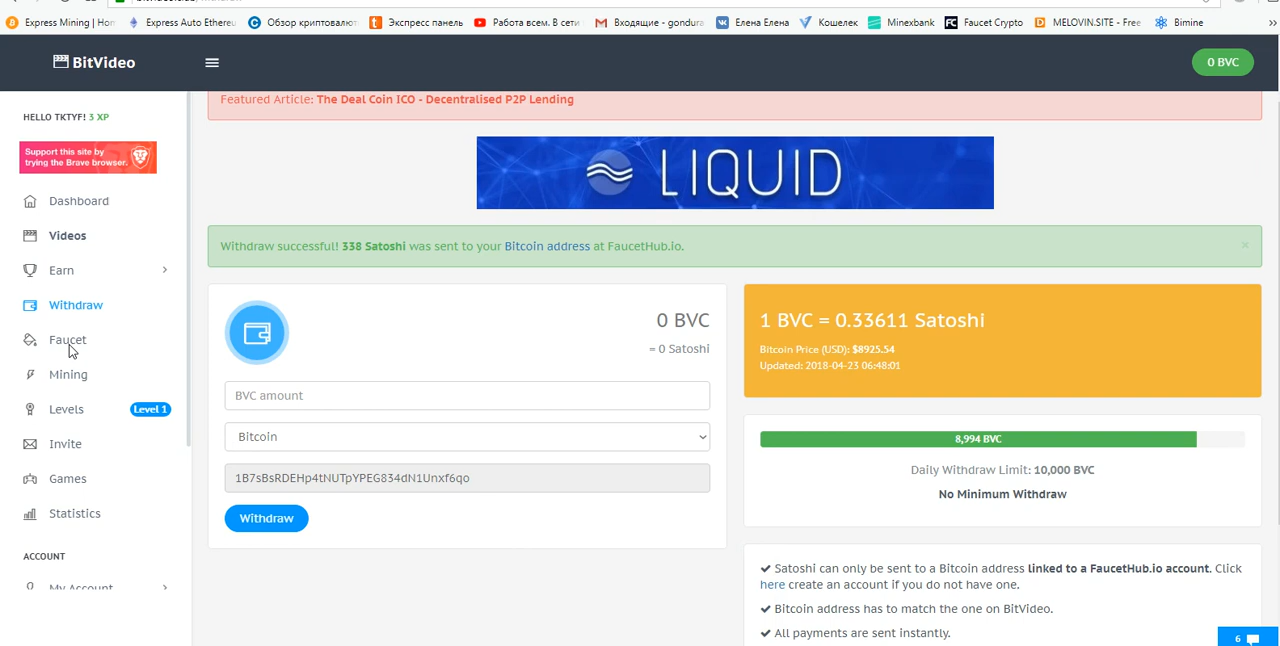 Express Mining | Hon
Express Auto Ethereu
Обзор криптовалют
Экспресс панель
Работа всем. В сети
Входящие - gondura
Елена Елена
Кошелек
Minexbank
Faucet Crypto
MELOVIN.SITE - Free
Bimine
BitVideo
0 BVC
HELLO TKTYF! 3 XP
Support this site by
trying the Brave browser.
Dashboard
Videos
Earn
Withdraw
Faucet
Mining
Levels
Level 1
Invite
Games
Statistics
ACCOUNT
My Account
Featured Article: The Deal Coin ICO - Decentralised P2P Lending
LIQUID
Withdraw successful! 338 Satoshi was sent to your Bitcoin address at FaucetHub.io.
×
0 BVC
= 0 Satoshi
BVC amount
Bitcoin
1B7sBsRDEHp4tNUTpYPEG834dN1Unxf6qo
Withdraw
1 BVC = 0.33611 Satoshi
Bitcoin Price (USD): $8925.54
Updated: 2018-04-23 06:48:01
8,994 BVC
Daily Withdraw Limit: 10,000 BVC
No Minimum Withdraw
✔ Satoshi can only be sent to a Bitcoin address linked to a FaucetHub.io account. Click
here create an account if you do not have one.
✔ Bitcoin address has to match the one on BitVideo.
✔ All payments are sent instantly.
6